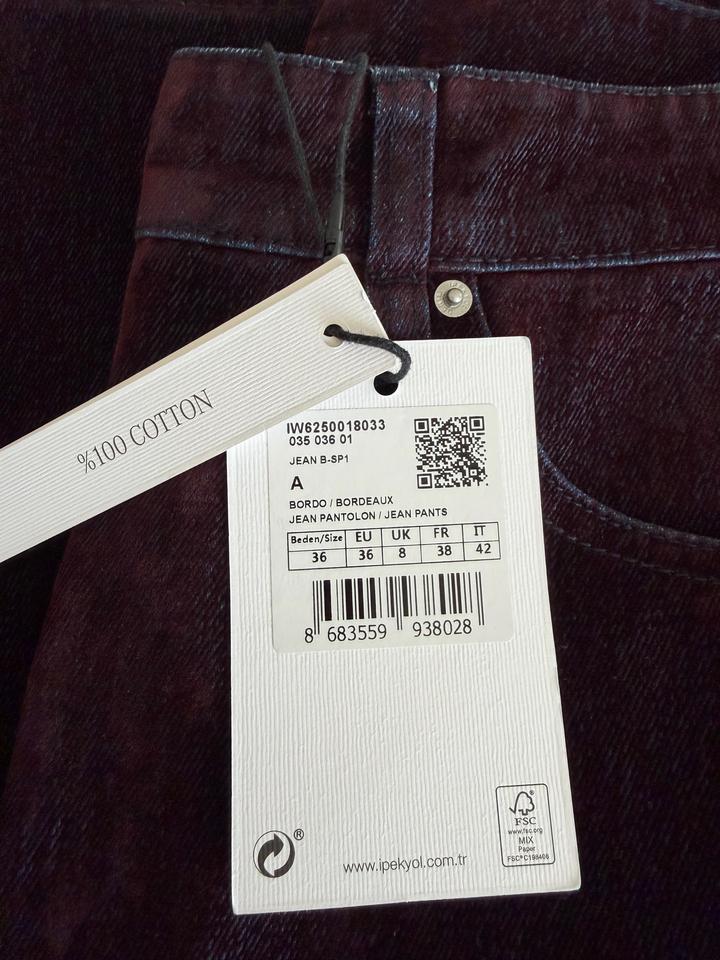 %100 COTTON
IW6250018033
035 036 01
JEAN B-SP1
A
BORDO / BORDEAUX
JEAN PANTOLON / JEAN PANTS
Beden/Size EU UK FR IT
36 36 8 38 42
8 683559 938028
®
www.ipekyol.com.tr
FSC
www.fsc.org
MIX
Paper
FSC® C198406